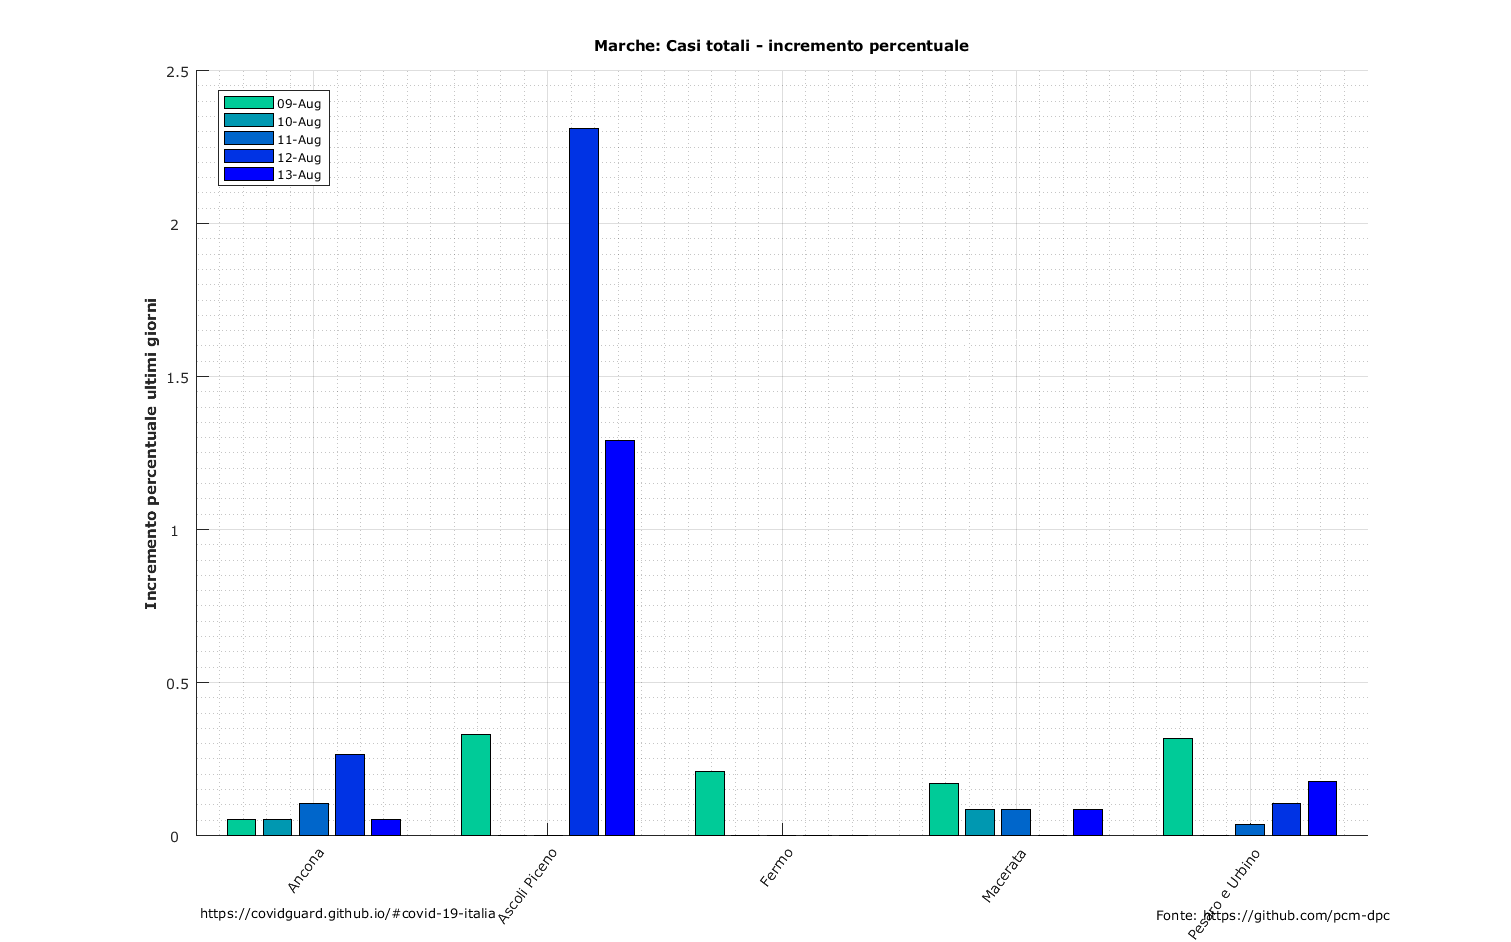 Marche: Casi totali - incremento percentuale
2.5
2
1.5
1
0.5
0
Incremento percentuale ultimi giorni
09-Aug
10-Aug
11-Aug
12-Aug
13-Aug
Ancona
Ascoli Piceno
Fermo
Macerata
Pesaro e Urbino
https://covidguard.github.io/#covid-19-italia
Fonte: https://github.com/pcm-dpc